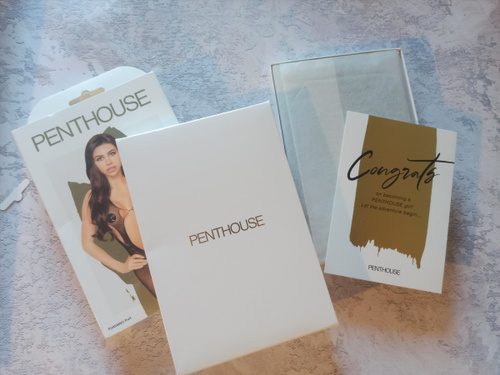 PENTHOUSE
PENTHOUSE
Congrats
on becoming a
PENTHOUSE girl!
Let the adventure begin...
PENTHOUSE